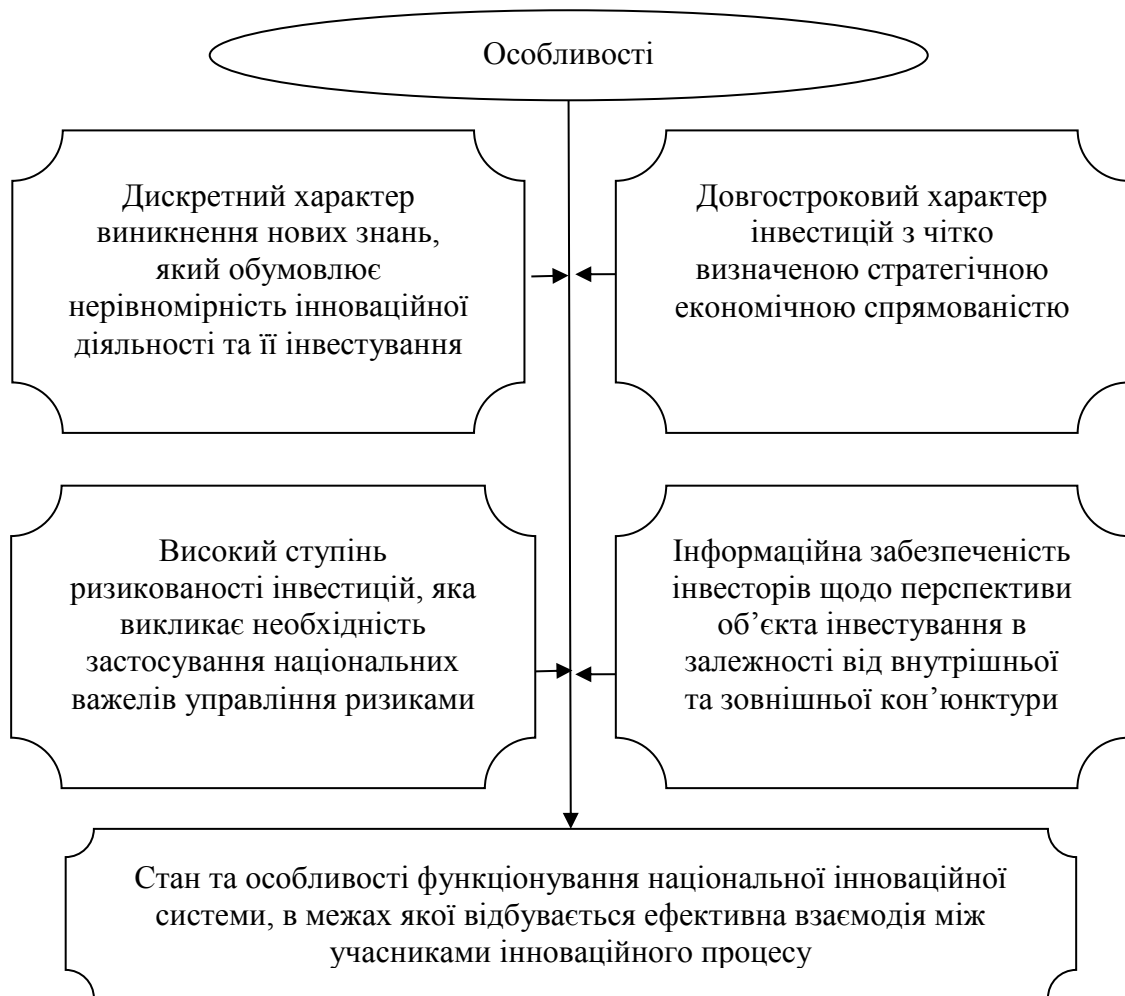 Особливості
Дискретний характер
виникнення нових знань,
який обумовлює
нерівномірність інноваційної
діяльності та її інвестування
Довгостроковий характер
інвестицій з чітко
визначеною стратегічною
економічною спрямованістю
Високий ступінь
ризикованості інвестицій, яка
викликає необхідність
застосування національних
важелів управління ризиками
Інформаційна забезпеченість
інвесторів щодо перспективи
об’єкта інвестування в
залежності від внутрішньої
та зовнішньої кон’юнктури
Стан та особливості функціонування національної інноваційної
системи, в межах якої відбувається ефективна взаємодія між
учасниками інноваційного процесу